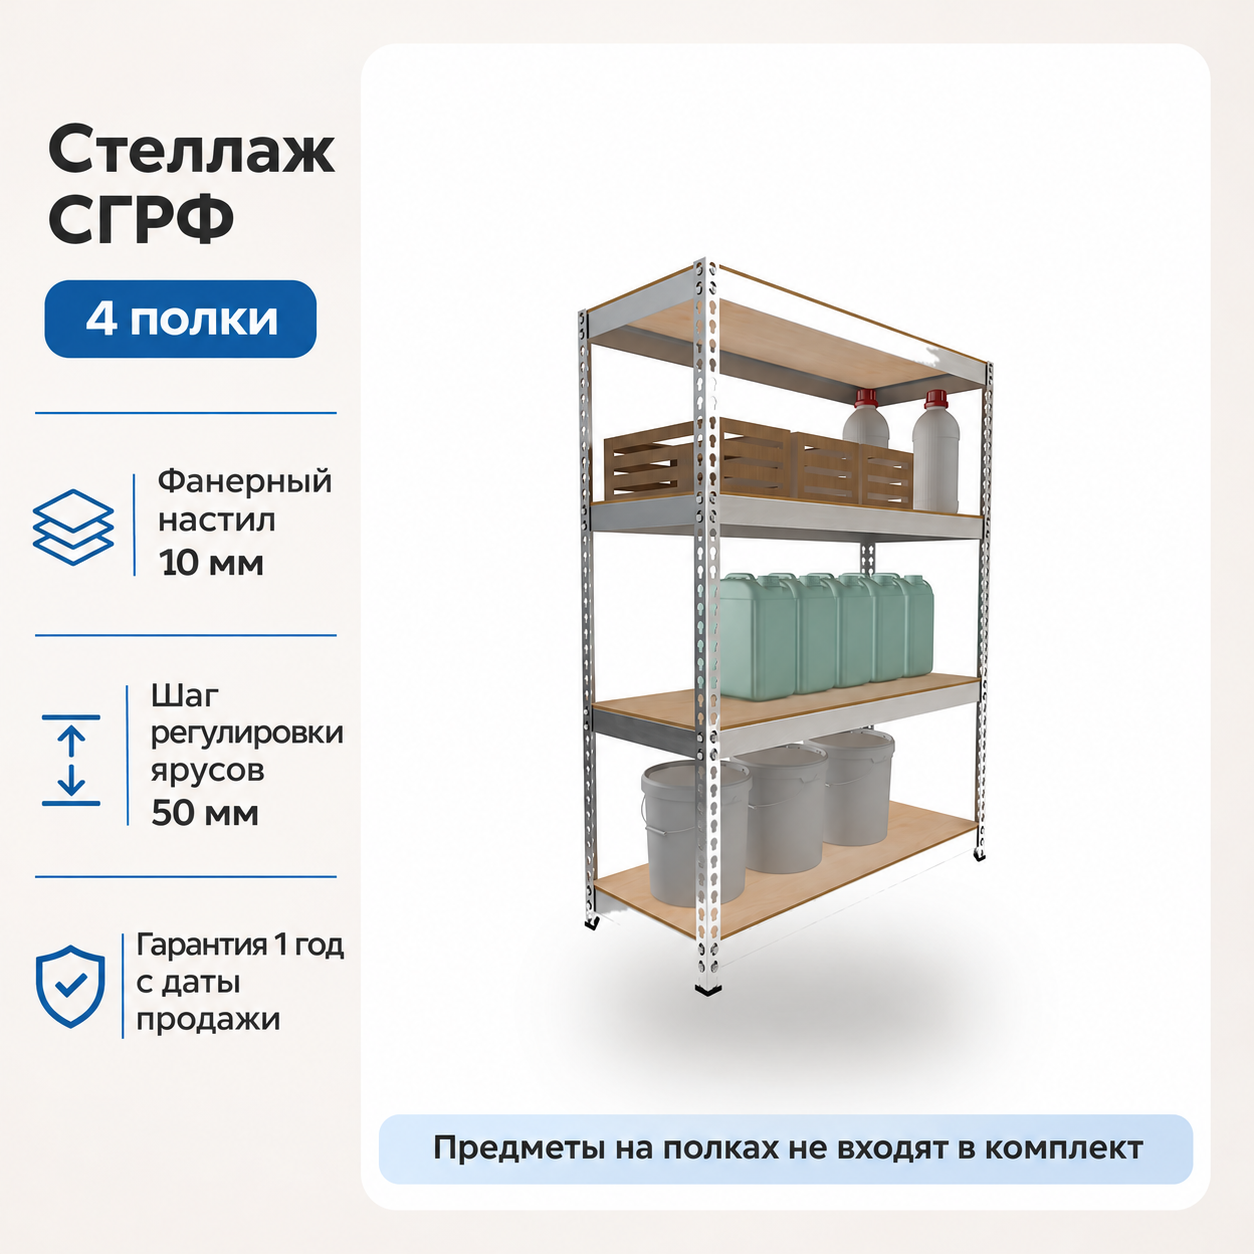 Стеллаж
СГРФ
4 полки
Фанерный
настил
10 мм
Шаг
регулировки
ярусов
50 мм
Гарантия 1 год
с даты
продажи
Предметы на полках не входят в комплект